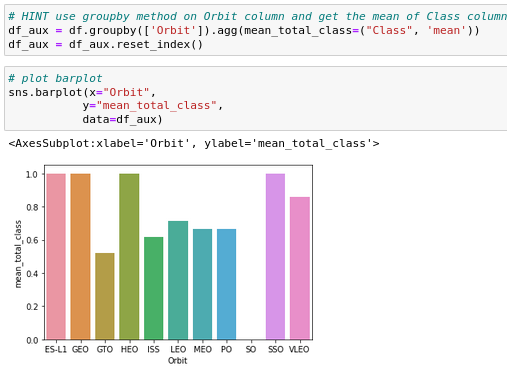 # HINT use groupby method on Orbit column and get the mean of Class column
df_aux = df.groupby(['Orbit']).agg(mean_total_class=("Class", 'mean'))
df_aux = df_aux.reset_index()
# plot barplot
sns.barplot(x="Orbit",
y="mean_total_class",
data=df_aux)
<AxesSubplot:xlabel='Orbit', ylabel='mean_total_class'>
mean_total_class
1.0
0.8
0.6
0.4
0.2
0.0
ES-L1 GEO GTO HEO ISS LEO MEO PO SO SSO VLEO
Orbit